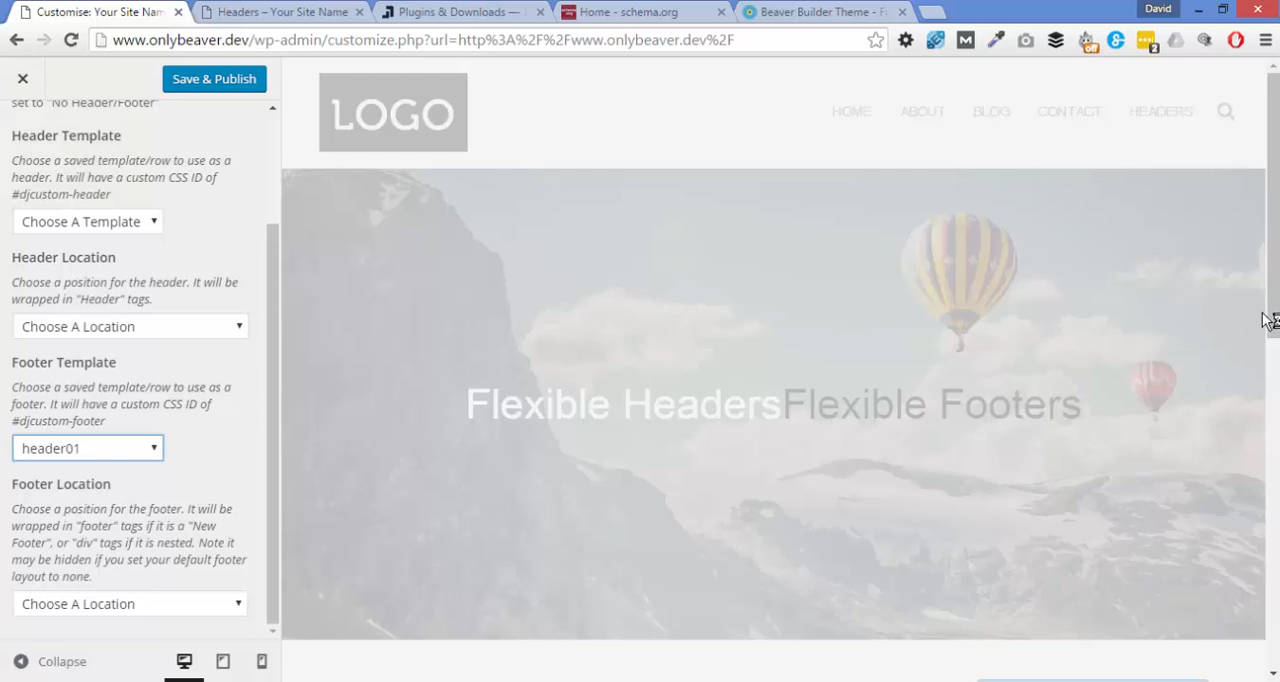 Customise: Your Site Nam
Headers – Your Site Name
Plugins & Downloads —
Home - schema.org
Beaver Builder Theme - F
David
www.onlybeaver.dev/wp-admin/customize.php?url=http%3A%2F%2Fwww.onlybeaver.dev%2F
M
off
2
Save & Publish
set to "No Header/Footer"
Header Template
Choose a saved template/row to use as a
header. It will have a custom CSS ID of
#djcustom-header
Choose A Template
Header Location
Choose a position for the header. It will be
wrapped in "Header" tags.
Choose A Location
Footer Template
Choose a saved template/row to use as a
footer. It will have a custom CSS ID of
#djcustom-footer
header01
Footer Location
Choose a position for the footer. It will be
wrapped in "footer" tags if it is a "New
Footer", or "div" tags if it is nested. Note it
may be hidden if you set your default footer
layout to none.
Choose A Location
Collapse
LOGO
HOME
ABOUT
BLOG
CONTACT
HEADERS
Flexible HeadersFlexible Footers